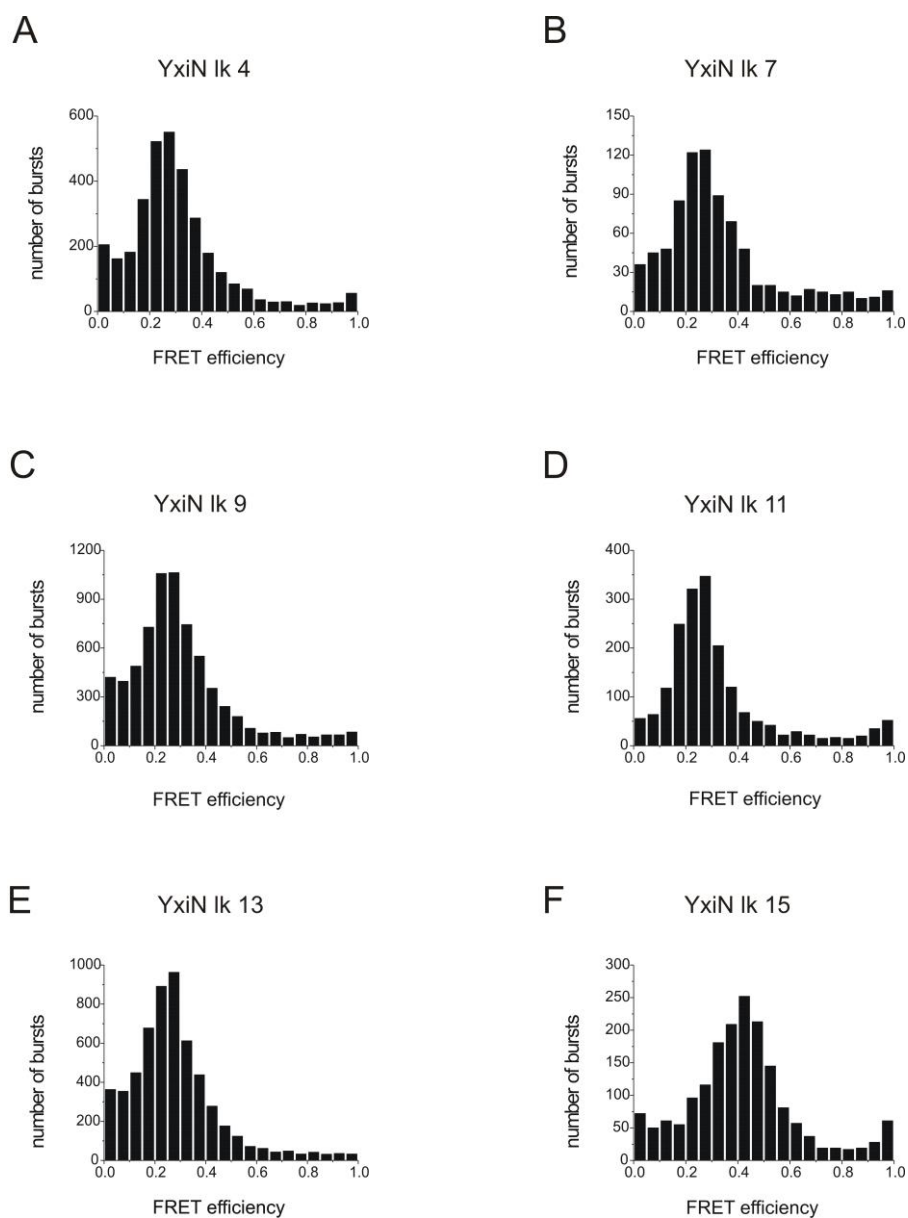 A
YxiN lk 4
600
400
200
0
0.0 0.2 0.4 0.6 0.8 1.0
number of bursts
FRET efficiency
B
YxiN lk 7
150
120
90
60
30
0
0.0 0.2 0.4 0.6 0.8 1.0
number of bursts
FRET efficiency
C
YxiN lk 9
1200
900
600
300
0
0.0 0.2 0.4 0.6 0.8 1.0
number of bursts
FRET efficiency
D
YxiN lk 11
400
300
200
100
0
0.0 0.2 0.4 0.6 0.8 1.0
number of bursts
FRET efficiency
E
YxiN lk 13
1000
800
600
400
200
0
0.0 0.2 0.4 0.6 0.8 1.0
number of bursts
FRET efficiency
F
YxiN lk 15
300
250
200
150
100
50
0
0.0 0.2 0.4 0.6 0.8 1.0
number of bursts
FRET efficiency